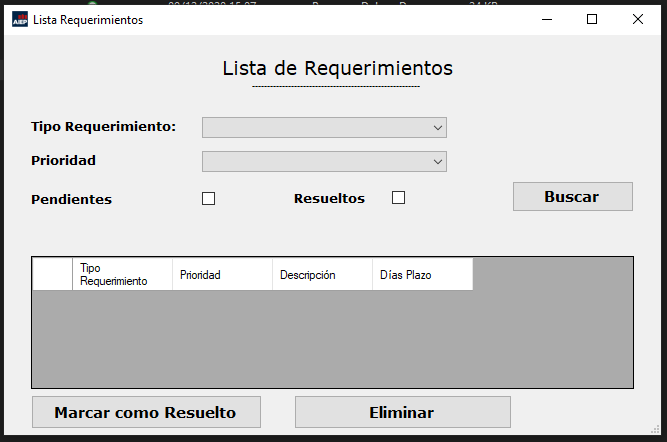 Lista Requerimientos
AIEP
Lista de Requerimientos
Tipo Requerimiento:
Prioridad
Pendientes
Resueltos
Buscar
Tipo Requerimiento
Prioridad
Descripción
Días Plazo
Marcar como Resuelto
Eliminar